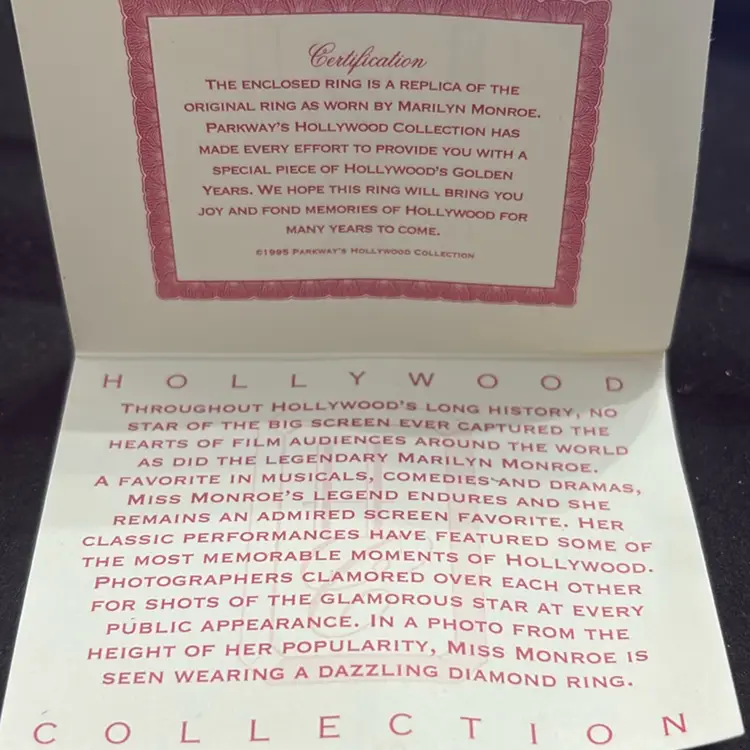 Certification
THE ENCLOSED RING IS A REPLICA OF THE
ORIGINAL RING AS WORN BY MARILYN MONROE.
PARKWAY'S HOLLYWOOD COLLECTION HAS
MADE EVERY EFFORT TO PROVIDE YOU WITH A
SPECIAL PIECE OF HOLLYWOOD'S GOLDEN
YEARS. WE HOPE THIS RING WILL BRING YOU
JOY AND FOND MEMORIES OF HOLLYWOOD FOR
MANY YEARS TO COME.
©1995 PARKWAY'S HOLLYWOOD COLLECTION
HOLLYWOOD
THROUGHOUT HOLLYWOOD'S LONG HISTORY, NO
STAR OF THE BIG SCREEN EVER CAPTURED THE
HEARTS OF FILM AUDIENCES AROUND THE WORLD
AS DID THE LEGENDARY MARILYN MONROE.
A FAVORITE IN MUSICALS, COMEDIES AND DRAMAS,
MISS MONROE'S LEGEND ENDURES AND SHE
REMAINS AN ADMIRED SCREEN FAVORITE. HER
CLASSIC PERFORMANCES HAVE FEATURED SOME OF
THE MOST MEMORABLE MOMENTS OF HOLLYWOOD.
PHOTOGRAPHERS CLAMORED OVER EACH OTHER
FOR SHOTS OF THE GLAMOROUS STAR AT EVERY
PUBLIC APPEARANCE. IN A PHOTO FROM THE
HEIGHT OF HER POPULARITY, MISS MONROE IS
SEEN WEARING A DAZZLING DIAMOND RING.
COLLECTION